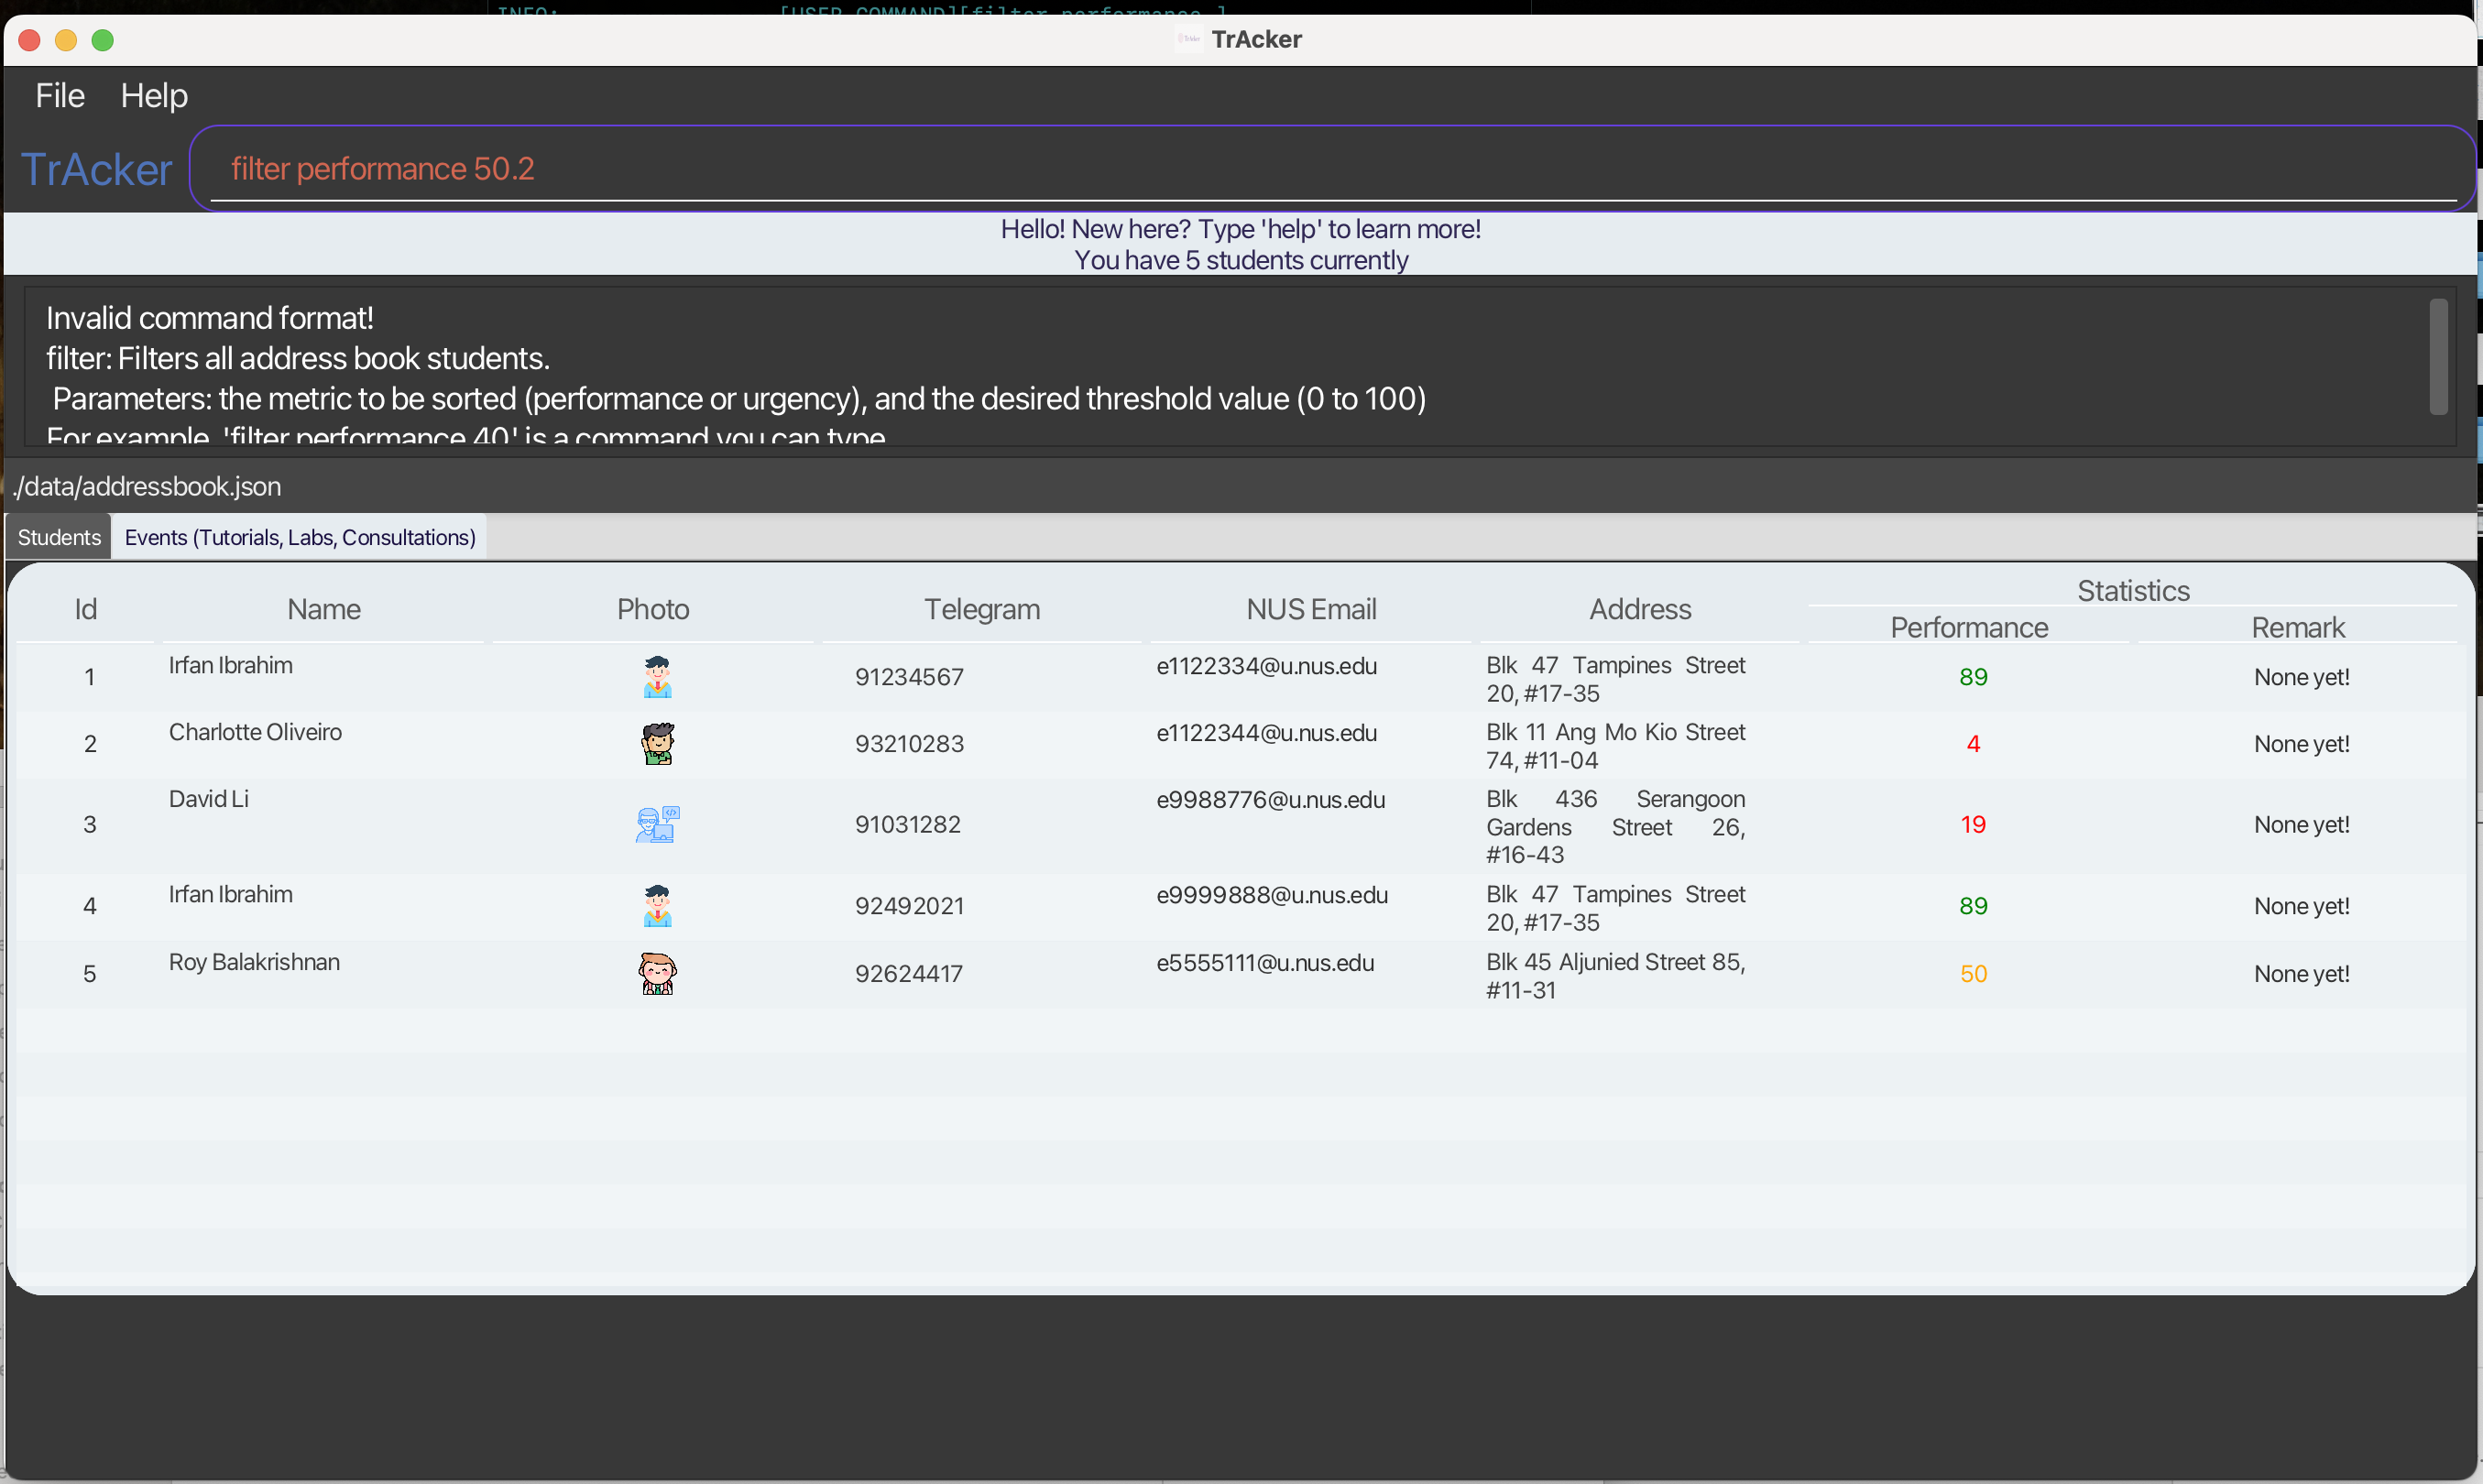 TrAcker
File Help
TrAcker
filter performance 50.2
Hello! New here? Type 'help' to learn more!
You have 5 students currently
Invalid command format!
filter: Filters all address book students.
Parameters: the metric to be sorted (performance or urgency), and the desired threshold value (0 to 100)
For example, 'filter performance 40' is a command you can type
./data/addressbook.json
Students Events (Tutorials, Labs, Consultations)
Id Name Photo Telegram NUS Email Address Statistics
Performance Remark
1 Irfan Ibrahim 91234567 e1122334@u.nus.edu Blk 47 Tampines Street 89 None yet!
20, #17-35
2 Charlotte Oliveiro 93210283 e1122344@u.nus.edu Blk 11 Ang Mo Kio Street 4 None yet!
74, #11-04
3 David Li 91031282 e9988776@u.nus.edu Blk 436 Serangoon 19 None yet!
Gardens Street 26,
#16-43
4 Irfan Ibrahim 92492021 e9999888@u.nus.edu Blk 47 Tampines Street 89 None yet!
20, #17-35
5 Roy Balakrishnan 92624417 e5555111@u.nus.edu Blk 45 Aljunied Street 85, 50 None yet!
#11-31